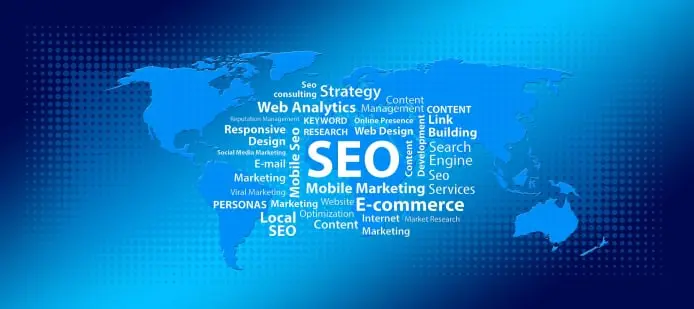 Seo
consulting
Strategy
Web Analytics
Content
Management
CONTENT
Reputation Management
KEYWORD
RESEARCH
Online Presence
Link
Building
Responsive
Design
Web Design
Social Media Marketing
Mobile Seo
SEO
Content
Development
Search
Engine
E-mail
Marketing
Seo
Services
Viral Marketing
Mobile Marketing
PERSONAS
Marketing
Website
Optimization
E-commerce
Local
SEO
Content
Internet
Marketing
Market Research